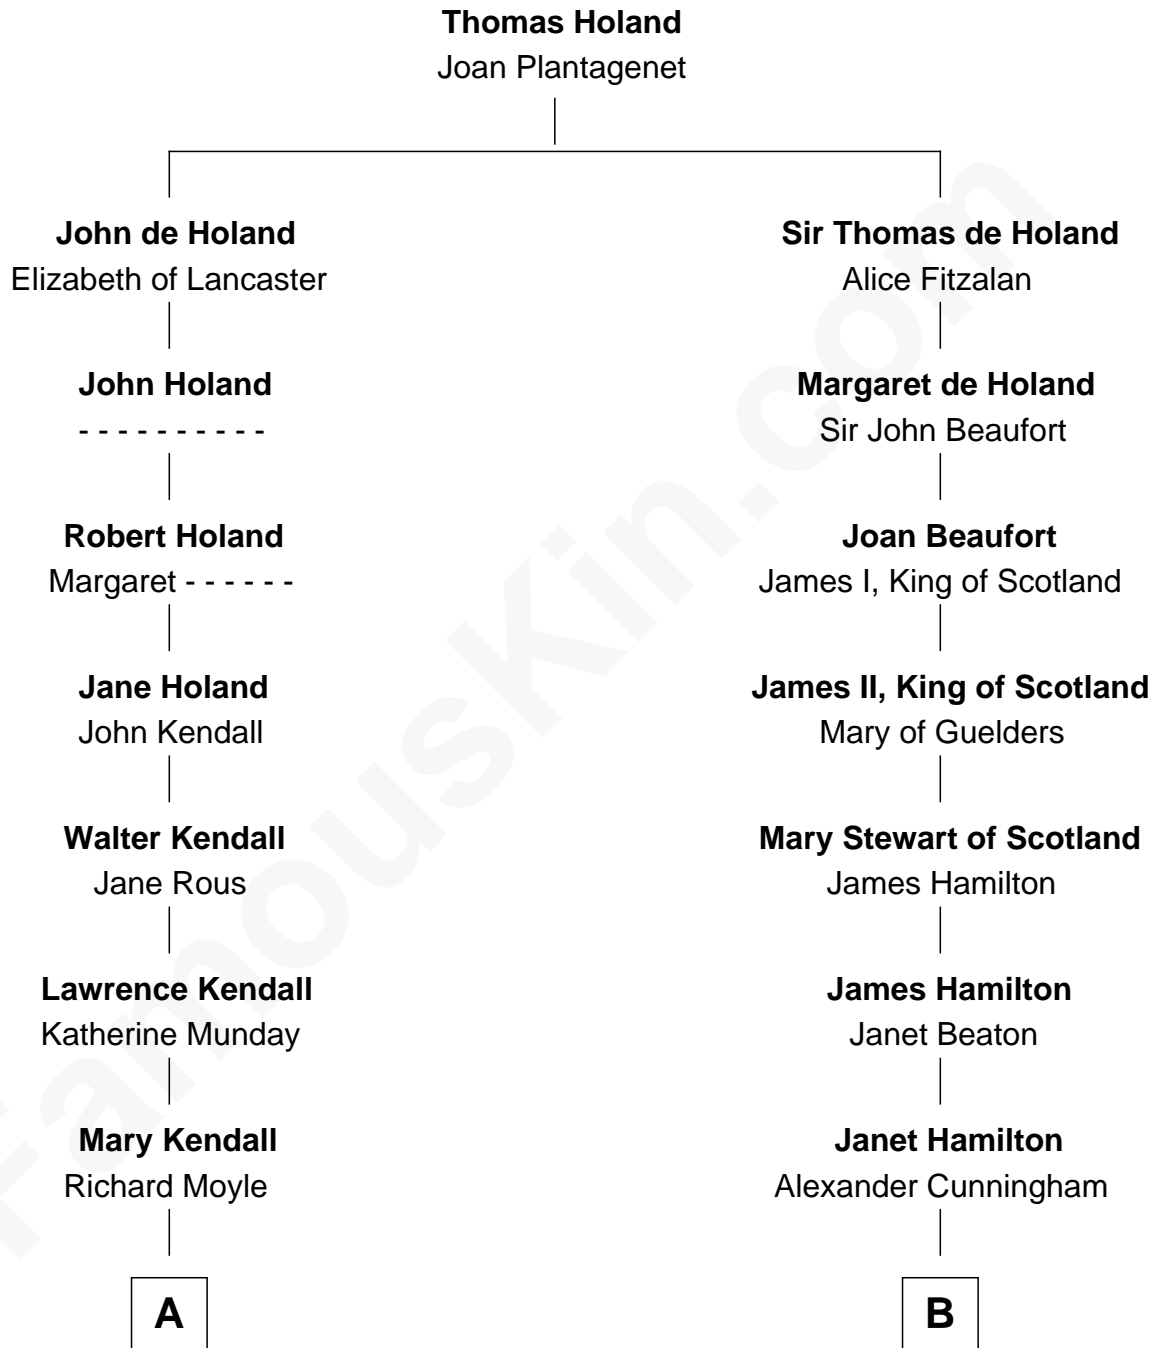 Thomas Holand
Joan Plantagenet
John de Holand
Elizabeth of Lancaster
John Holand
- - - - - - - - - -
Robert Holand
Margaret - - - - - -
Jane Holand
John Kendall
Walter Kendall
Jane Rous
Lawrence Kendall
Katherine Munday
Mary Kendall
Richard Moyle
A
Sir Thomas de Holand
Alice Fitzalan
Margaret de Holand
Sir John Beaufort
Joan Beaufort
James I, King of Scotland
James II, King of Scotland
Mary of Guelders
Mary Stewart of Scotland
James Hamilton
James Hamilton
Janet Beaton
Janet Hamilton
Alexander Cunningham
B
FamousKin.com